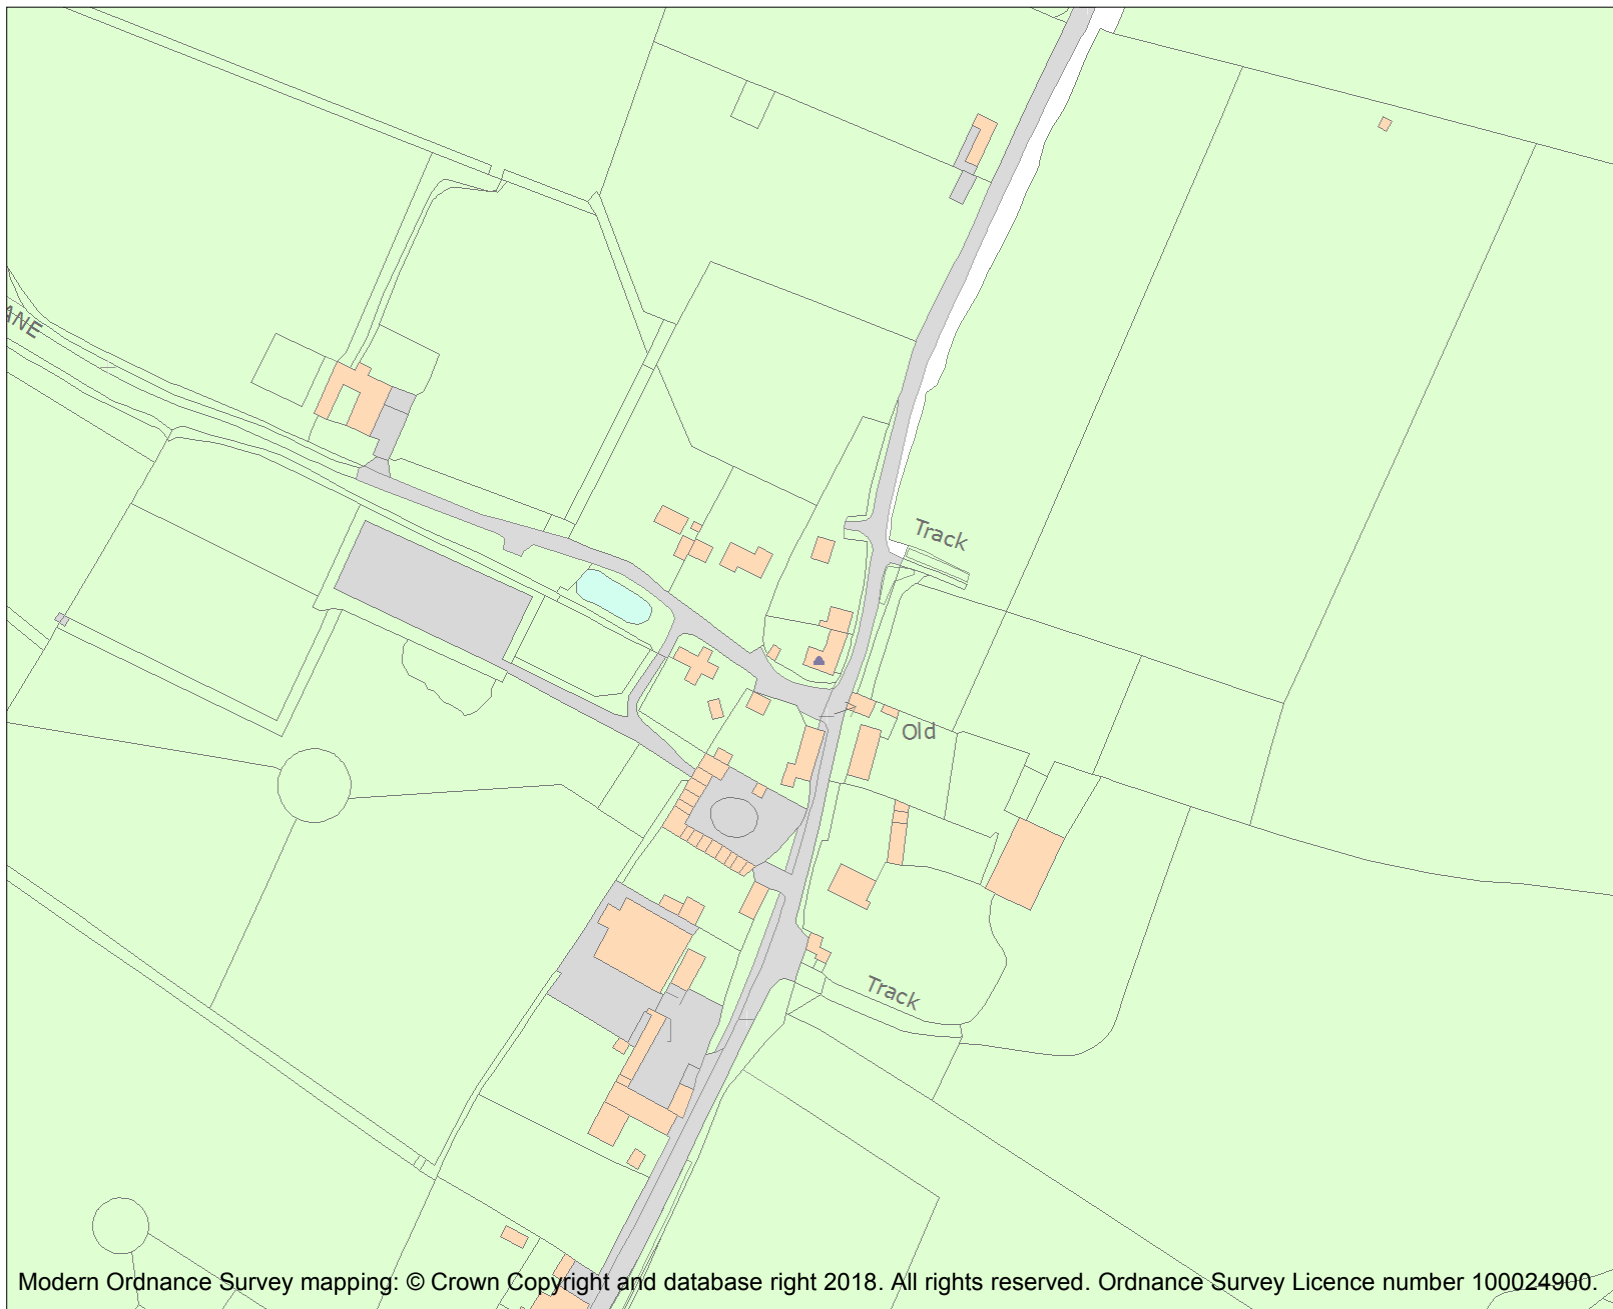 ANE
Track
Old
Track
Modern Ordnance Survey mapping: © Crown Copyright and database right 2018. All rights reserved. Ordnance Survey Licence number 100024900.